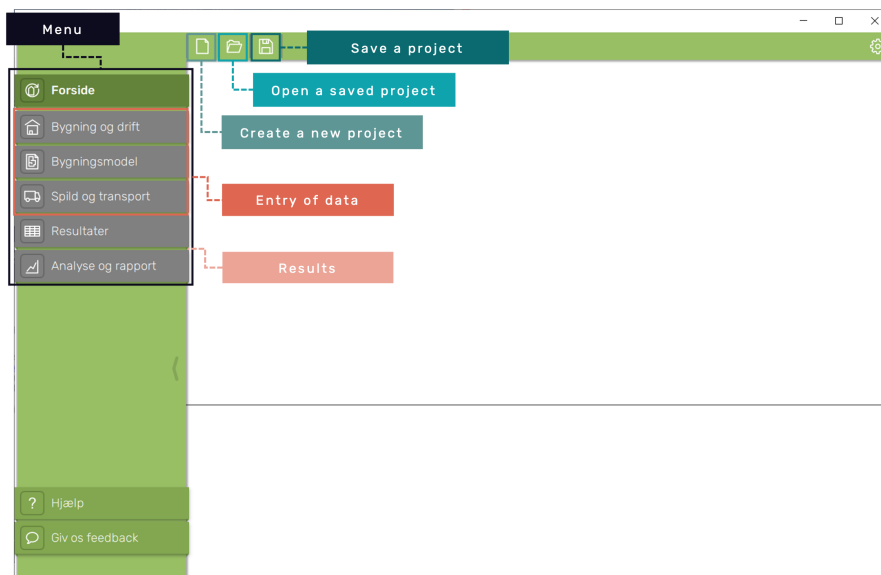 Menu
Save a project
Forside
Open a saved project
Bygning og drift
Create a new project
Bygningsmodel
Spild og transport
Entry of data
Resultater
Analyse og rapport
Results
?
Hjælp
Giv os feedback